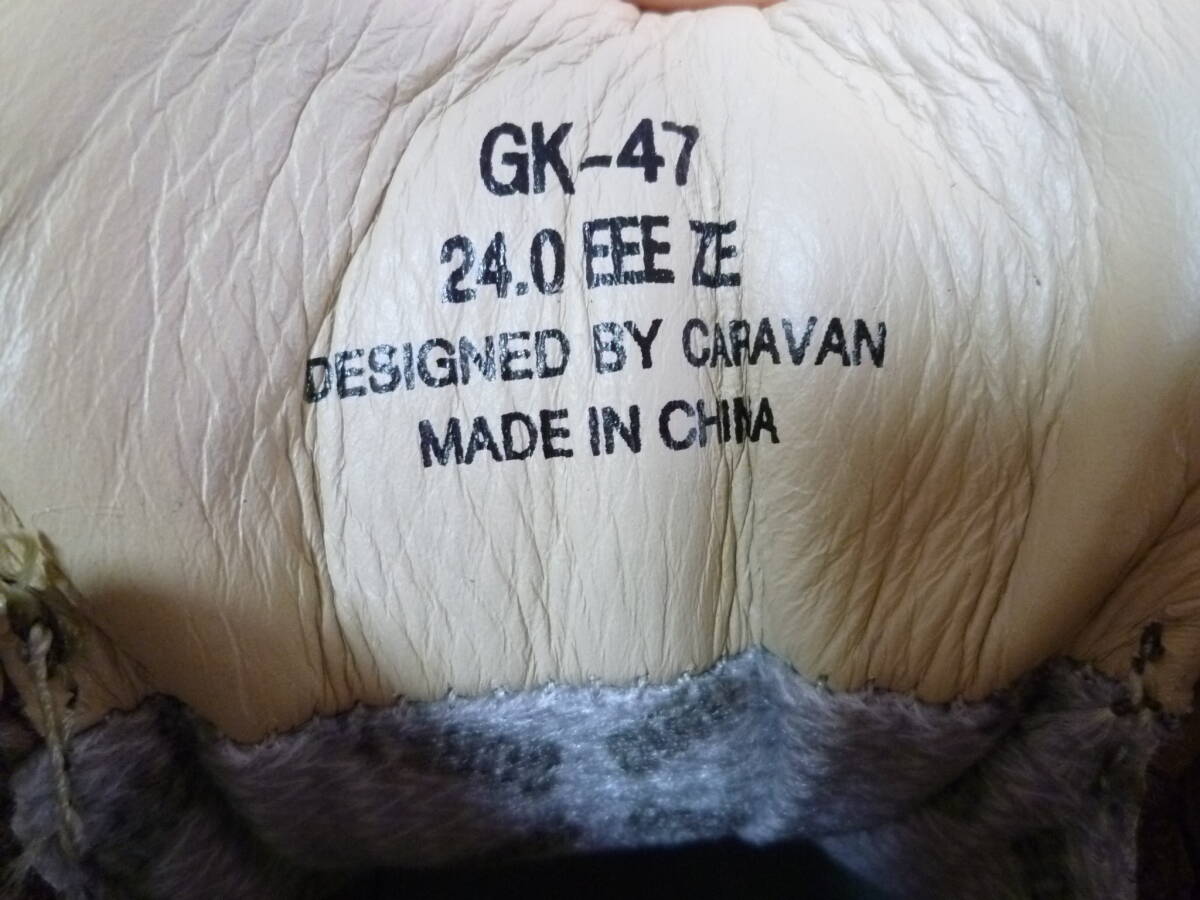 GK-47
24.0 EEE ZE
DESIGNED BY CARAVAN
MADE IN CHINA